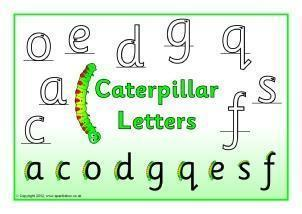 o e d g q
a Caterpillar s
c Letters f
a c o d g q e s f